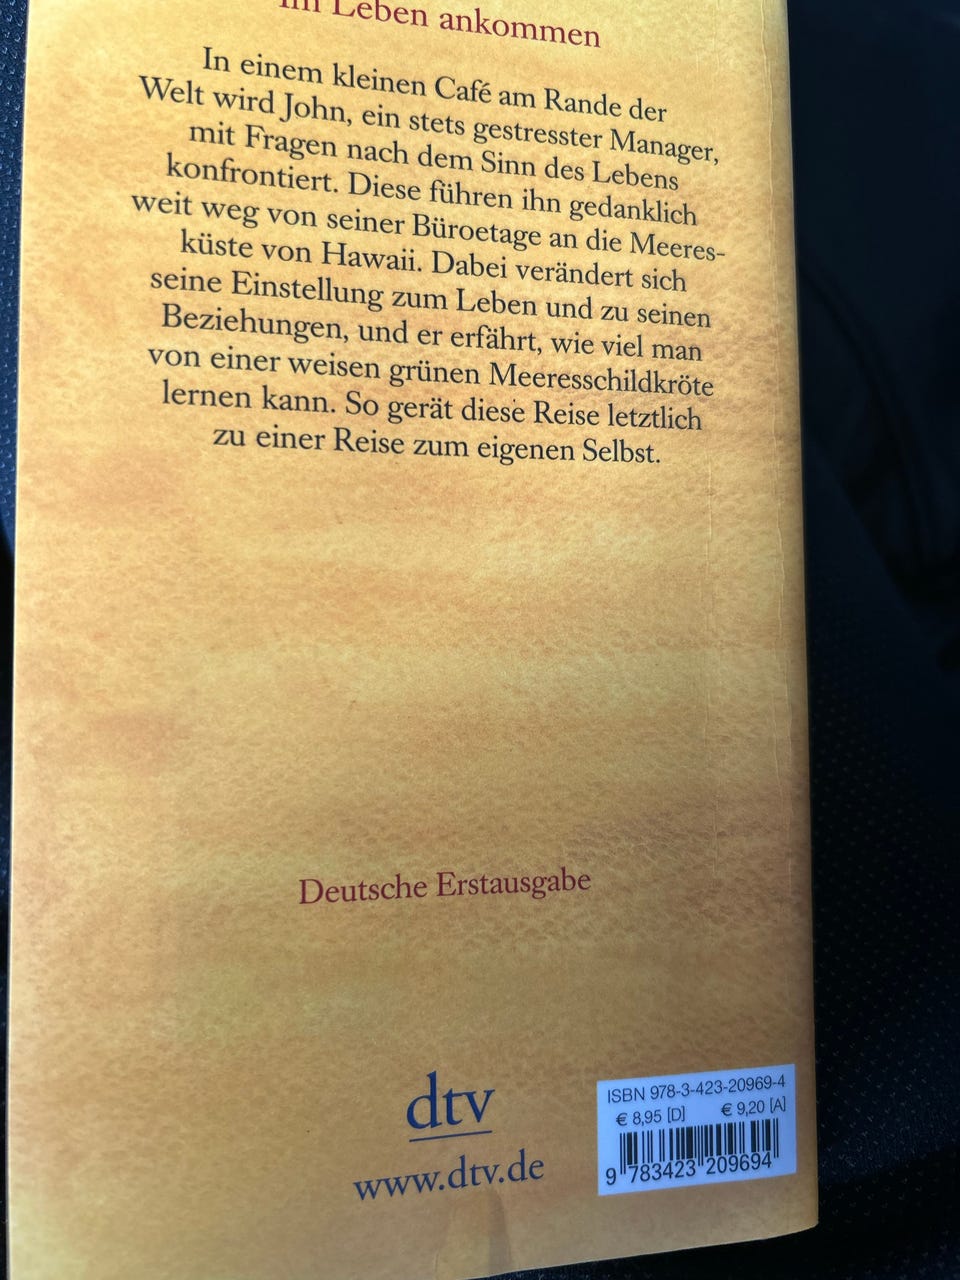 Im Leben ankommen
In einem kleinen Café am Rande der
Welt wird John, ein stets gestresster Manager,
mit Fragen nach dem Sinn des Lebens
konfrontiert. Diese führen ihn gedanklich
weit weg von seiner Büroetage an die Meeres-
küste von Hawaii. Dabei verändert sich
seine Einstellung zum Leben und zu seinen
Beziehungen, und er erfährt, wie viel man
von einer weisen grünen Meeresschildkröte
lernen kann. So gerät diese Reise letztlich
zu einer Reise zum eigenen Selbst.
Deutsche Erstausgabe
dtv
www.dtv.de
ISBN 978-3-423-20969-4
€ 8,95 [D] € 9,20 [A]
9 783423 209694